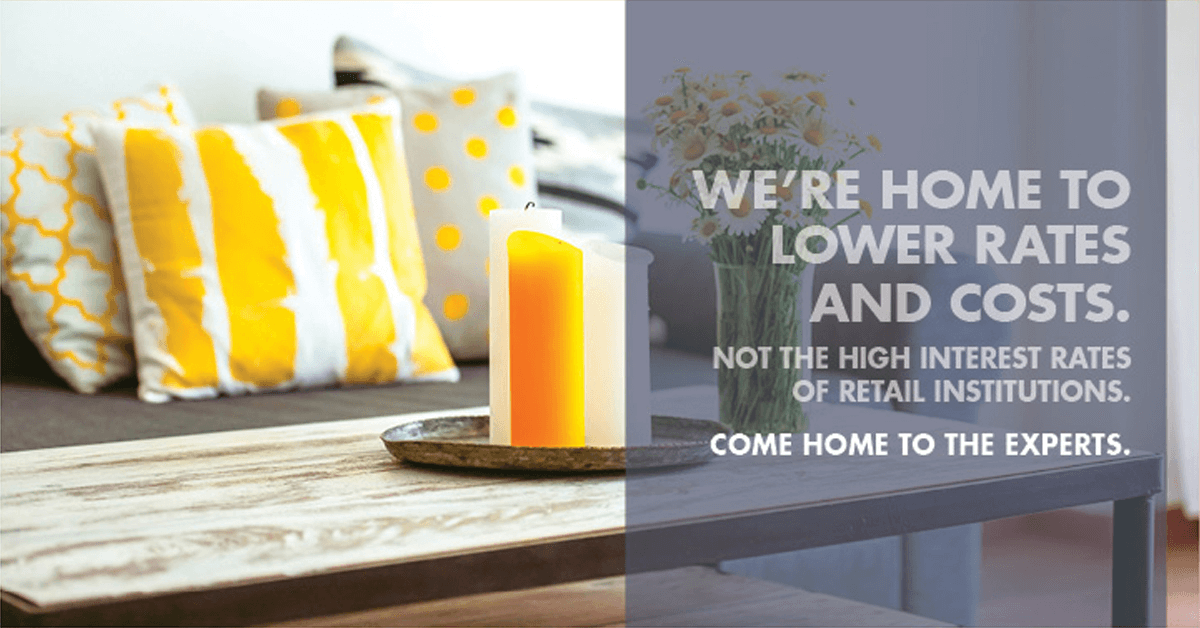 WE'RE HOME TO
LOWER RATES
AND COSTS.
NOT THE HIGH INTEREST RATES
OF RETAIL INSTITUTIONS.
COME HOME TO THE EXPERTS.